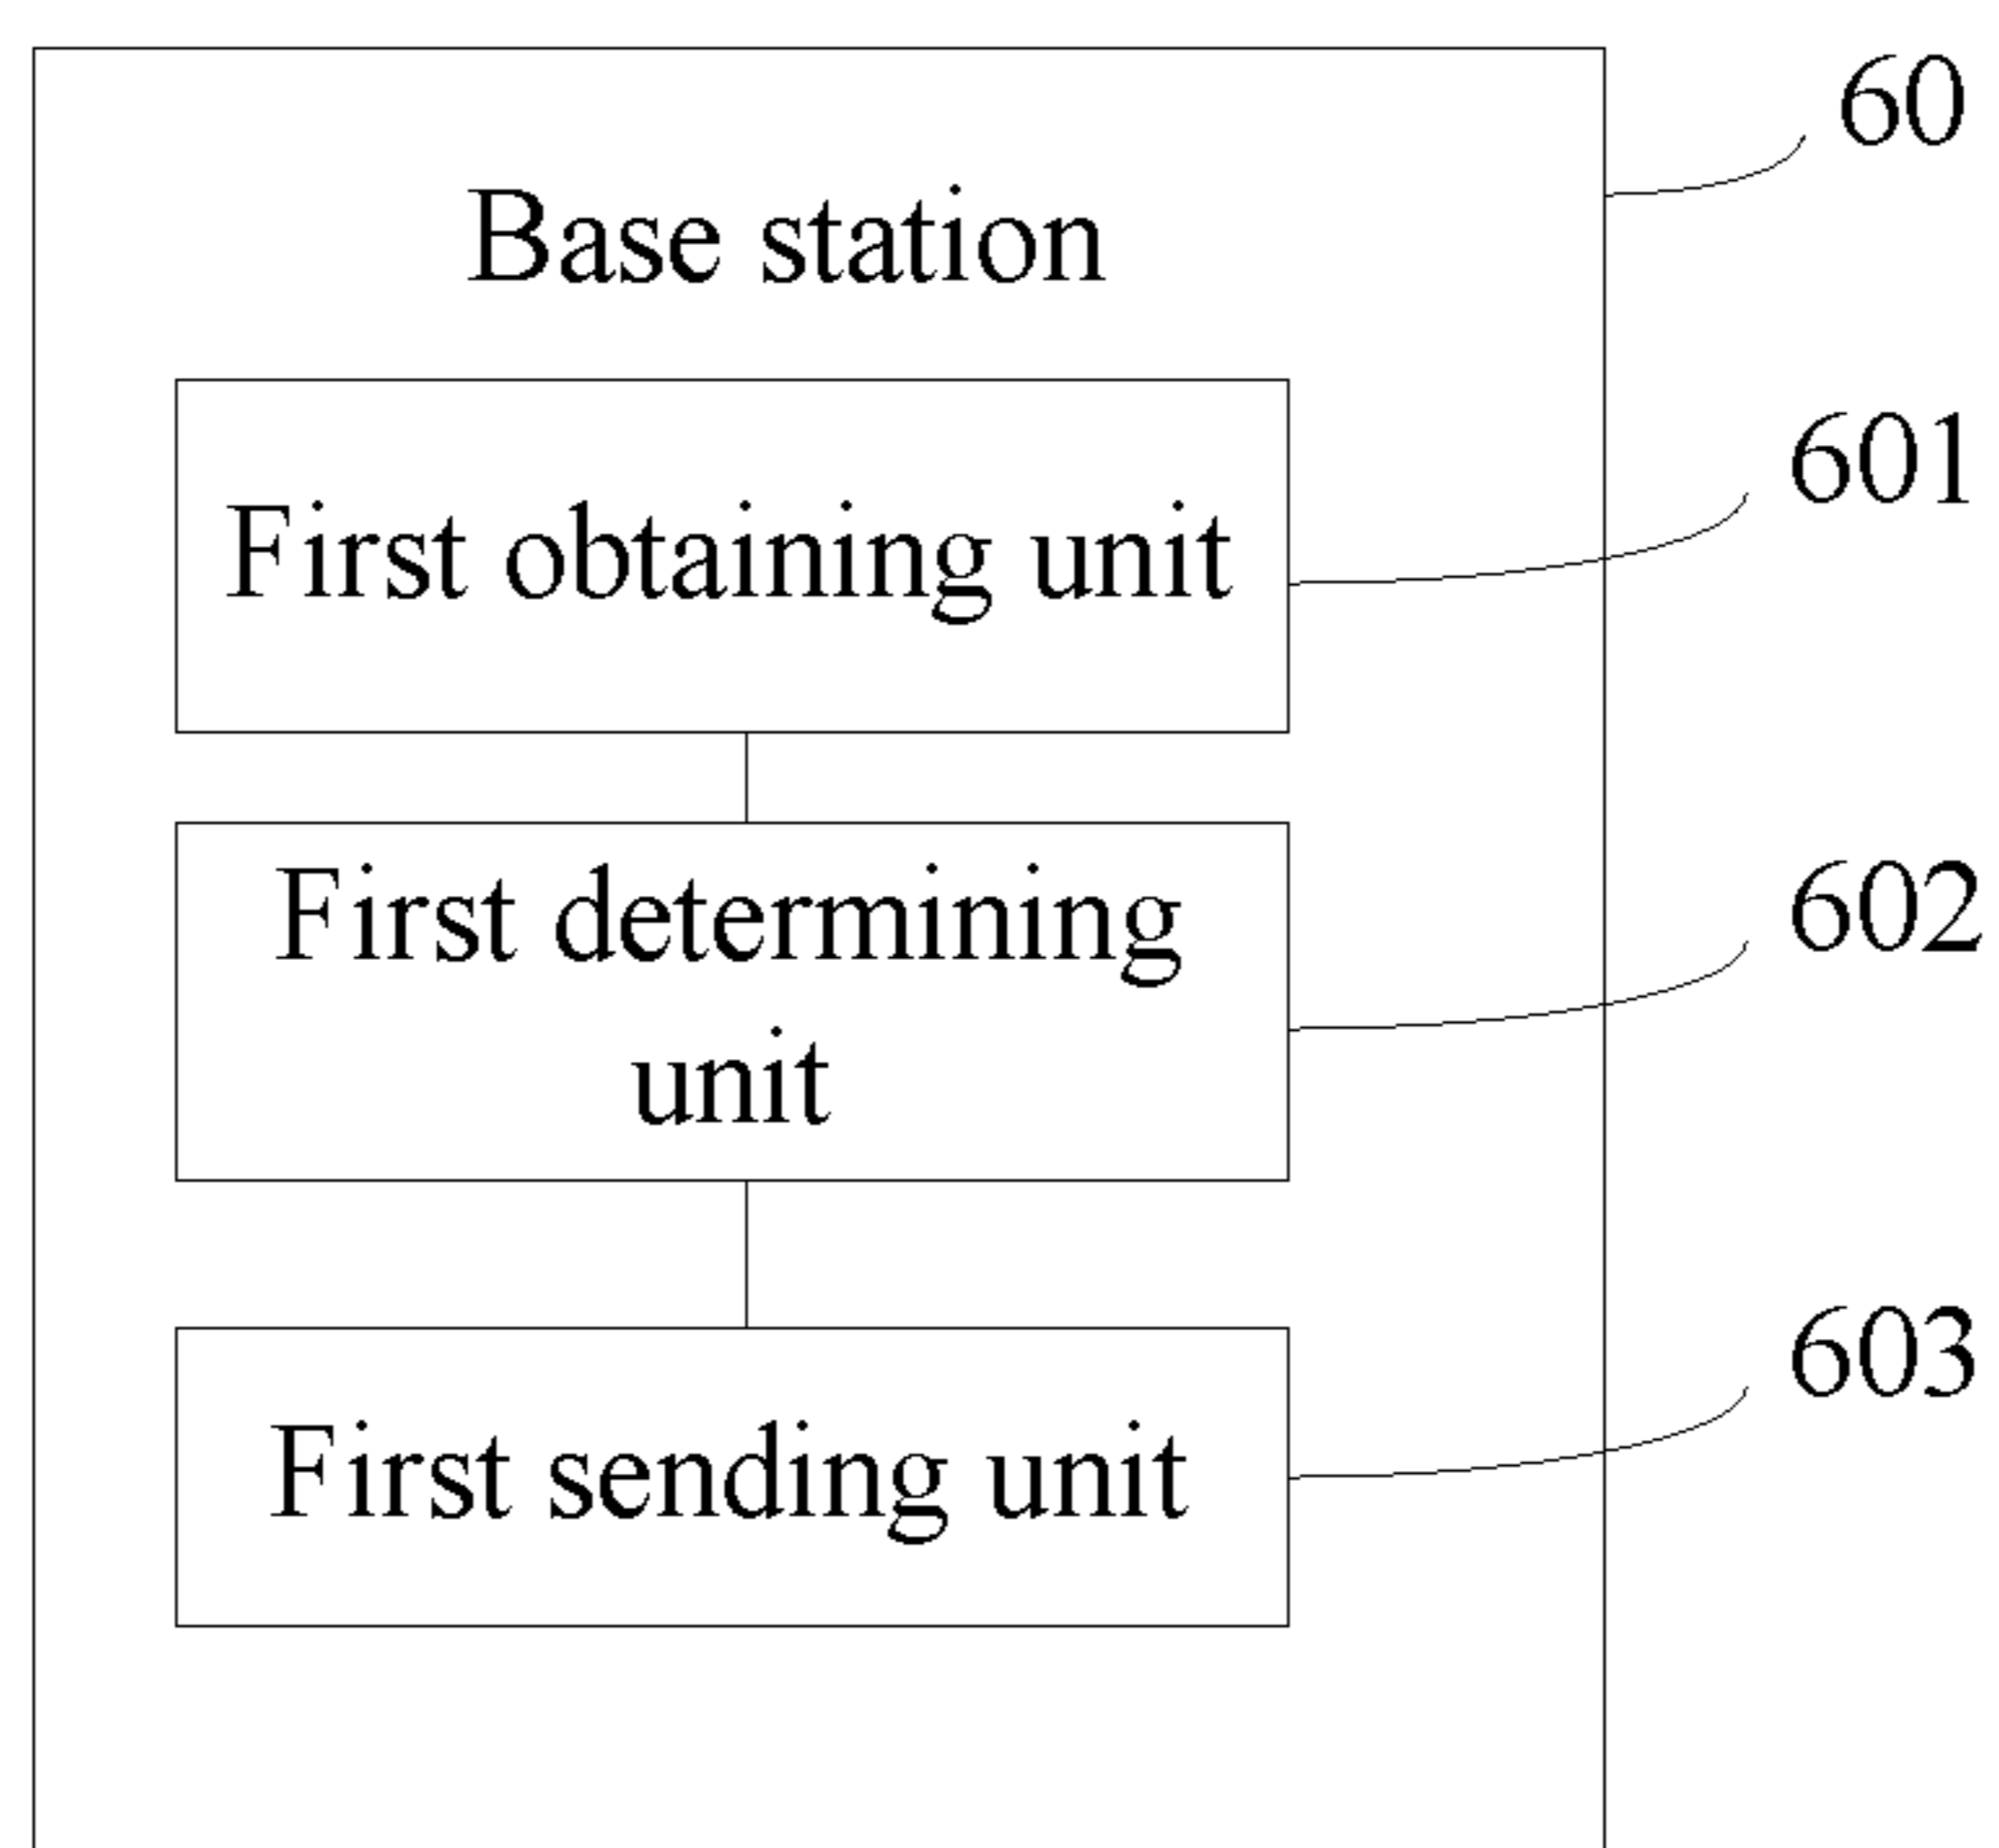 60
Base station
601
First obtaining unit
602
First determining
unit
603
First sending unit